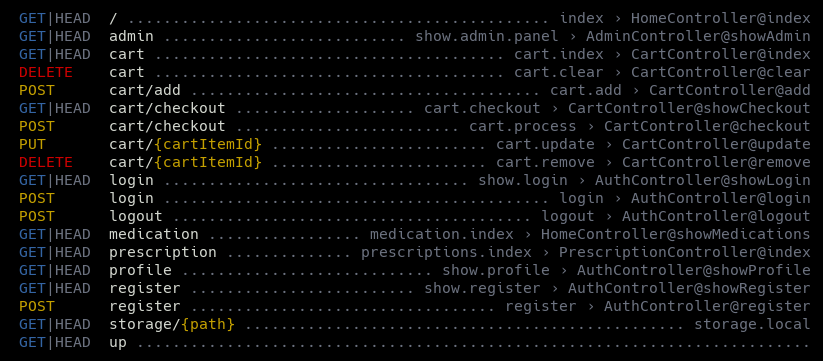 GET|HEAD / ............................................... index › HomeController@index
GET|HEAD admin ........................... show.admin.panel › AdminController@showAdmin
GET|HEAD cart ........................................ cart.index › CartController@index
DELETE cart ........................................ cart.clear › CartController@clear
POST cart/add ....................................... cart.add › CartController@add
GET|HEAD cart/checkout .................... cart.checkout › CartController@showCheckout
POST cart/checkout ......................... cart.process › CartController@checkout
PUT cart/{cartItemId} ........................ cart.update › CartController@update
DELETE cart/{cartItemId} ........................ cart.remove › CartController@remove
GET|HEAD login .................................. show.login › AuthController@showLogin
POST login .............................................. login › AuthController@login
POST logout ........................................ logout › AuthController@logout
GET|HEAD medication ................. medication.index › HomeController@showMedications
GET|HEAD prescription .............. prescriptions.index › PrescriptionController@index
GET|HEAD profile ............................ show.profile › AuthController@showProfile
GET|HEAD register ......................... show.register › AuthController@showRegister
POST register .................................. register › AuthController@register
GET|HEAD storage/{path} ................................................. storage.local
GET|HEAD up ...........................................................................